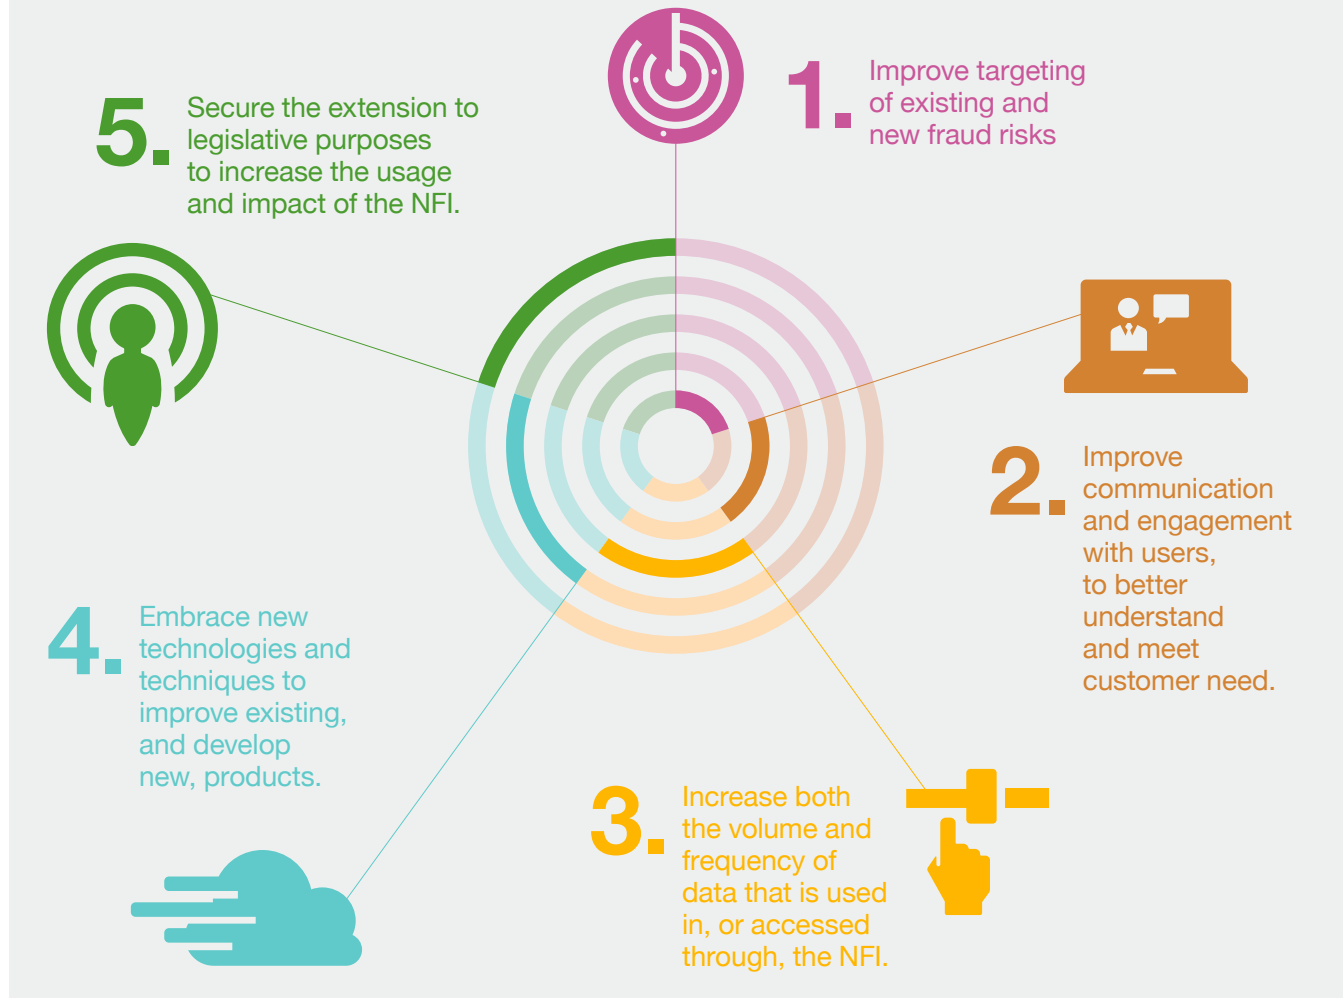 1.
Improve targeting
of existing and
new fraud risks
2.
Improve
communication
and engagement
with users,
to better
understand
and meet
customer need.
3.
Increase both
the volume and
frequency of
data that is used
in, or accessed
through, the NFI.
4.
Embrace new
technologies and
techniques to
improve existing,
and develop
new, products.
5.
Secure the extension to
legislative purposes
to increase the usage
and impact of the NFI.